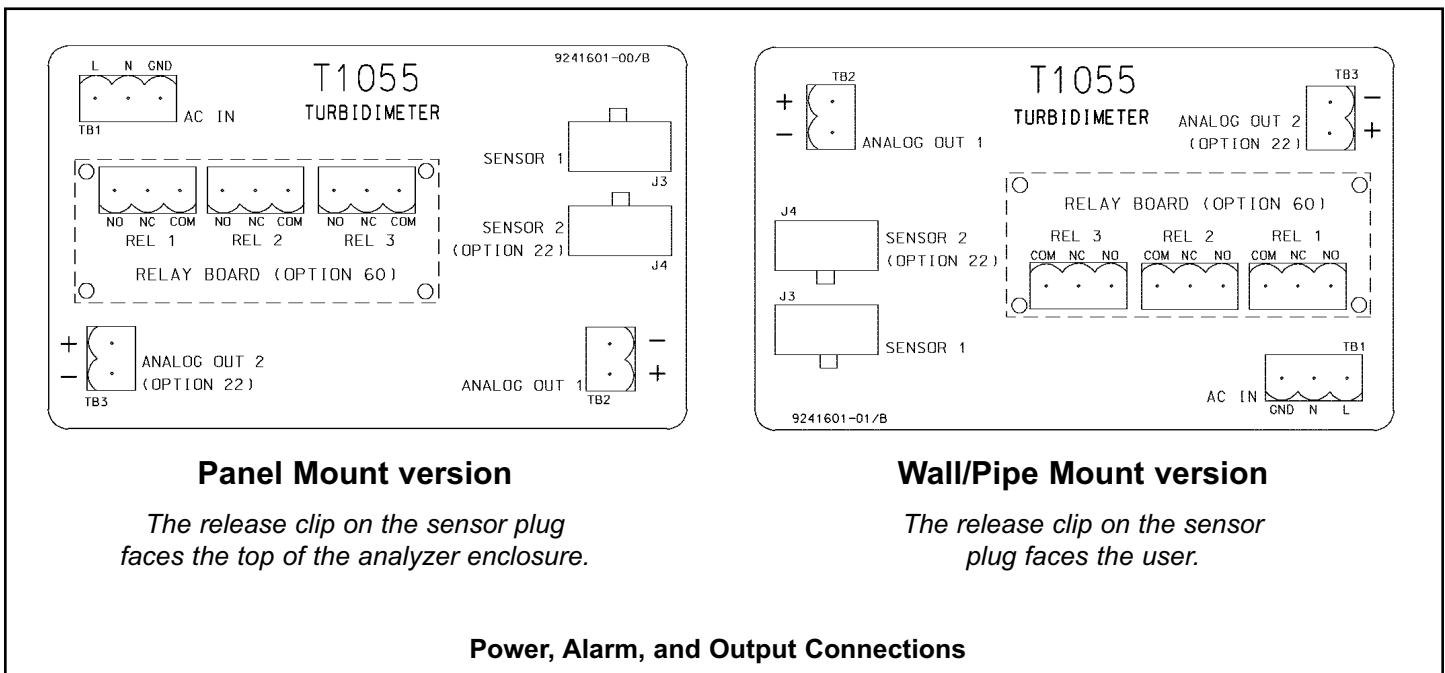 9241601-00/B
L N GND
T1055
TURBIDIMETER
AC IN
TB1
SENSOR 1
J3
NO NC COM NO NC COM NO NC COM
REL 1 REL 2 REL 3
RELAY BOARD (OPTION 60)
SENSOR 2
(OPTION 22)
J4
+
−
ANALOG OUT 2
(OPTION 22)
TB3
ANALOG OUT 1
−
+
TB2
Panel Mount version
The release clip on the sensor plug
faces the top of the analyzer enclosure.
TB2
+
−
ANALOG OUT 1
T1055
TURBIDIMETER
TB3
ANALOG OUT 2
(OPTION 22)
−
+
RELAY BOARD (OPTION 60)
REL 3 REL 2 REL 1
COM NC NO COM NC NO COM NC NO
J4
SENSOR 2
(OPTION 22)
J3
SENSOR 1
TB1
AC IN
GND N L
9241601-01/B
Wall/Pipe Mount version
The release clip on the sensor
plug faces the user.
Power, Alarm, and Output Connections